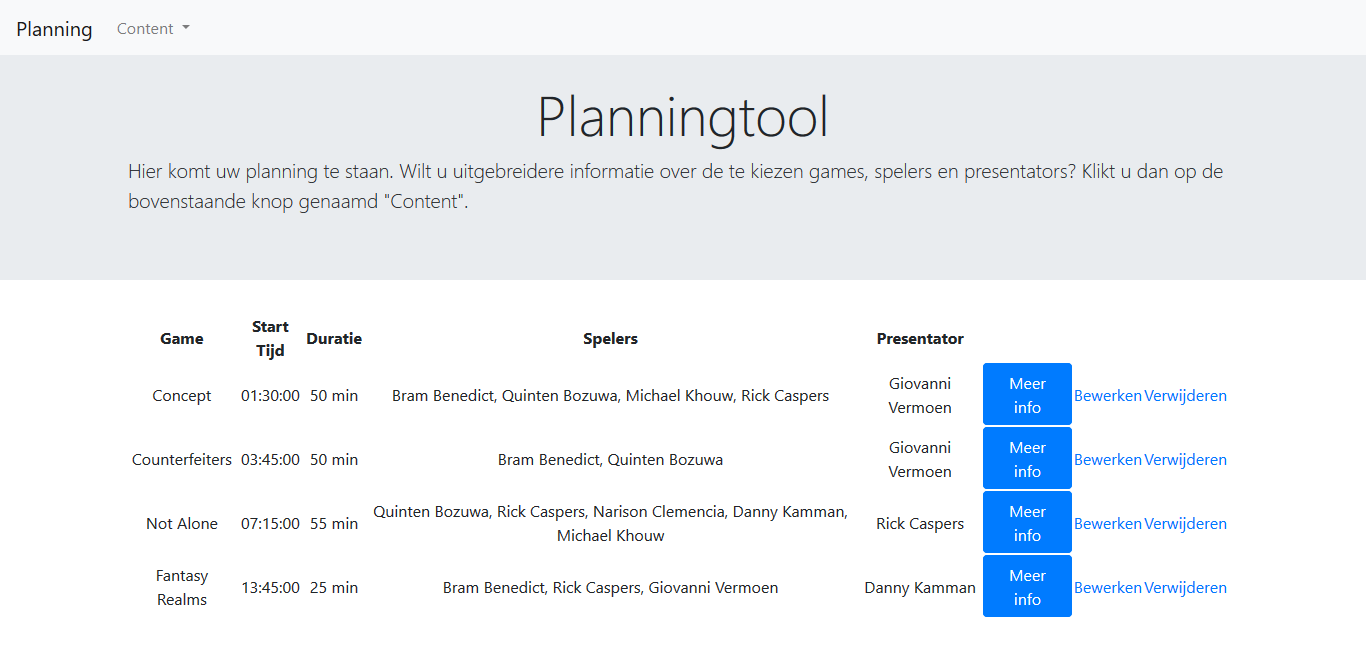 Planning Content
Planningtool
Hier komt uw planning te staan. Wilt u uitgebreidere informatie over de te kiezen games, spelers en presentators? Klikt u dan op de
bovenstaande knop genaamd "Content".
Game Start Tijd Duratie Spelers Presentator
Concept 01:30:00 50 min Bram Benedict, Quinten Bozuwa, Michael Khouw, Rick Caspers Giovanni Vermoen Meer info Bewerken Verwijderen
Counterfeiters 03:45:00 50 min Bram Benedict, Quinten Bozuwa Giovanni Vermoen Meer info Bewerken Verwijderen
Not Alone 07:15:00 55 min Quinten Bozuwa, Rick Caspers, Narison Clemencia, Danny Kamman, Michael Khouw Rick Caspers Meer info Bewerken Verwijderen
Fantasy Realms 13:45:00 25 min Bram Benedict, Rick Caspers, Giovanni Vermoen Danny Kamman Meer info Bewerken Verwijderen